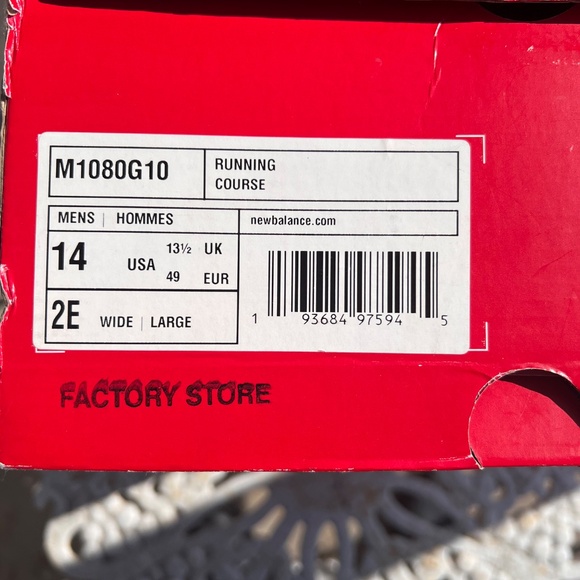 M1080G10
RUNNING
COURSE
MENS | HOMMES
newbalance.com
14 USA 13½ UK
49 EUR
2E WIDE | LARGE
1 93684 97594 5
FACTORY STORE